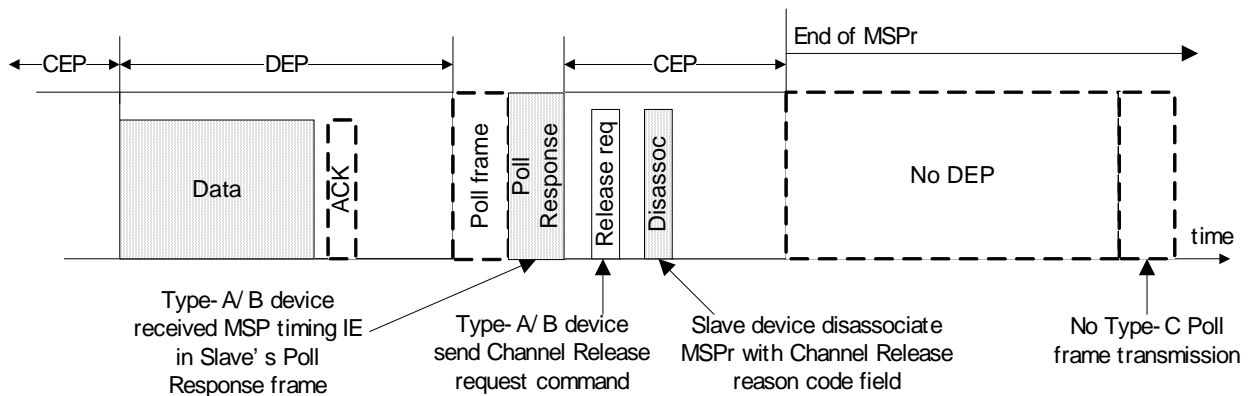 End of MSPr
CEP
DEP
CEP
Data
ACK
Poll frame
Poll
Response
Release req
Disassoc
No DEP
time
Type-A/B device
received MSP timing IE
in Slave's Poll
Response frame
Type-A/B device
send Channel Release
request command
Slave device disassociate
MSPr with Channel Release
reason code field
No Type-C Poll
frame transmission